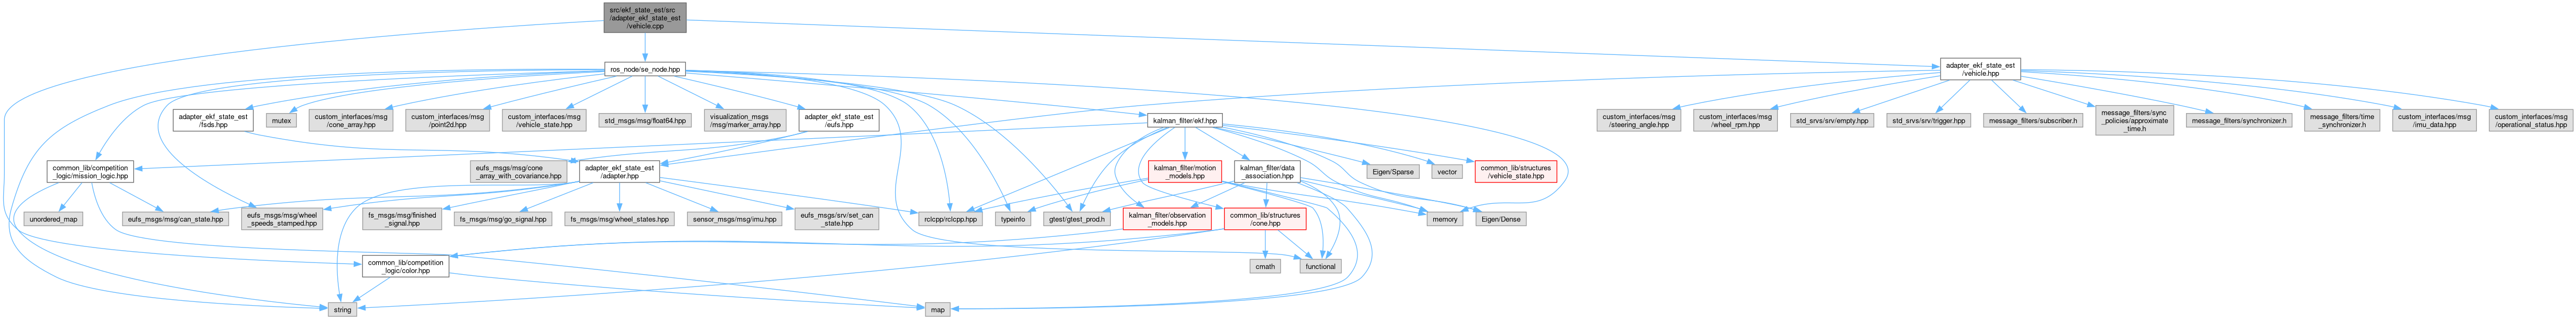 src/ekf_state_est/src
/adapter_ekf_state_est
/vehicle.cpp
ros_node/se_node.hpp
adapter_ekf_state_est
/vehicle.hpp
adapter_ekf_state_est
/fsds.hpp
mutex
custom_interfaces/msg
/cone_array.hpp
custom_interfaces/msg
/point2d.hpp
custom_interfaces/msg
/vehicle_state.hpp
std_msgs/msg/float64.hpp
visualization_msgs
/msg/marker_array.hpp
adapter_ekf_state_est
/eufs.hpp
kalman_filter/ekf.hpp
custom_interfaces/msg
/steering_angle.hpp
custom_interfaces/msg
/wheel_rpm.hpp
std_srvs/srv/empty.hpp
std_srvs/srv/trigger.hpp
message_filters/subscriber.h
message_filters/sync
_policies/approximate
_time.h
message_filters/synchronizer.h
message_filters/time
_synchronizer.h
custom_interfaces/msg
/imu_data.hpp
custom_interfaces/msg
/operational_status.hpp
common_lib/competition
_logic/mission_logic.hpp
eufs_msgs/msg/cone
_array_with_covariance.hpp
adapter_ekf_state_est
/adapter.hpp
kalman_filter/motion
_models.hpp
kalman_filter/data
_association.hpp
Eigen/Sparse
vector
common_lib/structures
/vehicle_state.hpp
unordered_map
eufs_msgs/msg/can_state.hpp
eufs_msgs/msg/wheel
_speeds_stamped.hpp
fs_msgs/msg/finished
_signal.hpp
fs_msgs/msg/go_signal.hpp
fs_msgs/msg/wheel_states.hpp
sensor_msgs/msg/imu.hpp
eufs_msgs/srv/set_can
_state.hpp
rclcpp/rclcpp.hpp
typeinfo
gtest/gtest_prod.h
kalman_filter/observation
_models.hpp
common_lib/structures
/cone.hpp
memory
Eigen/Dense
common_lib/competition
_logic/color.hpp
cmath
functional
string
map